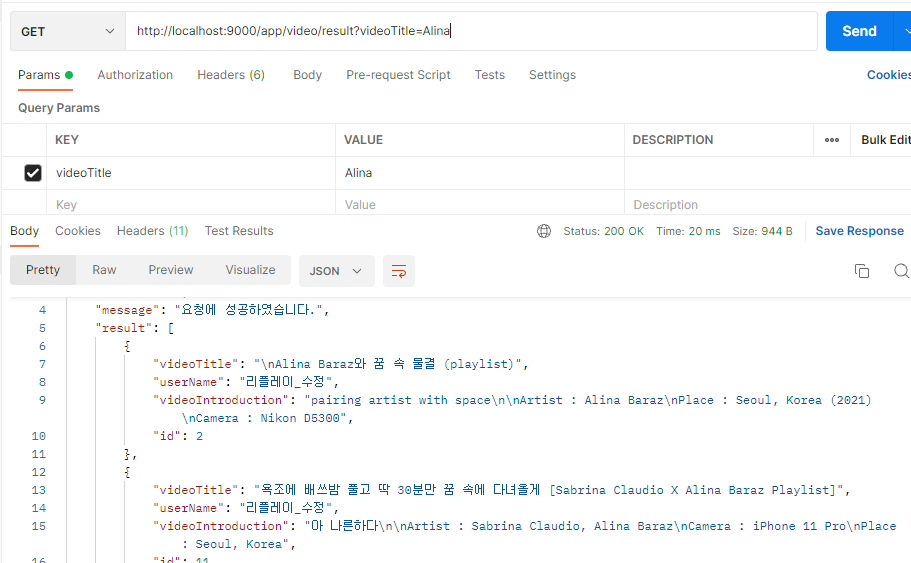 GET http://localhost:9000/app/video/result?videoTitle=Alina Send
Params Authorization Headers (6) Body Pre-request Script Tests Settings Cookies
Query Params
KEY VALUE DESCRIPTION ••• Bulk Edit
videoTitle Alina
Key Value Description
Body Cookies Headers (11) Test Results Status: 200 OK Time: 20 ms Size: 944 B Save Response
Pretty Raw Preview Visualize JSON
4 "message": "요청에 성공하였습니다.",
5 "result": [
6 {
7 "videoTitle": "\nAlina Baraz와 꿈 속 물결 (playlist)",
8 "userName": "리플레이_수정",
9 "videoIntroduction": "pairing artist with space\n\nArtist : Alina Baraz\nPlace : Seoul, Korea (2021)
\nCamera : Nikon D5300",
10 "id": 2
11 },
12 {
13 "videoTitle": "욕조에 배쓰밤 풀고 딱 30분만 꿈 속에 다녀올게 [Sabrina Claudio X Alina Baraz Playlist]",
14 "userName": "리플레이_수정",
15 "videoIntroduction": "아 나른하다\n\nArtist : Sabrina Claudio, Alina Baraz\nCamera : iPhone 11 Pro\nPlace
: Seoul, Korea",
16 "id": 11